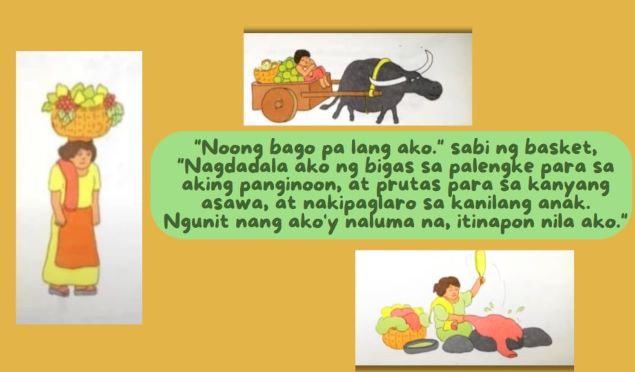 "Noong bago pa lang ako." sabi ng basket,
"Nagdadala ako ng bigas sa palengke para sa
aking panginoon, at prutas para sa kanyang
asawa, at nakipaglaro sa kanilang anak.
Ngunit nang ako'y naluma na, itinapon nila ako."